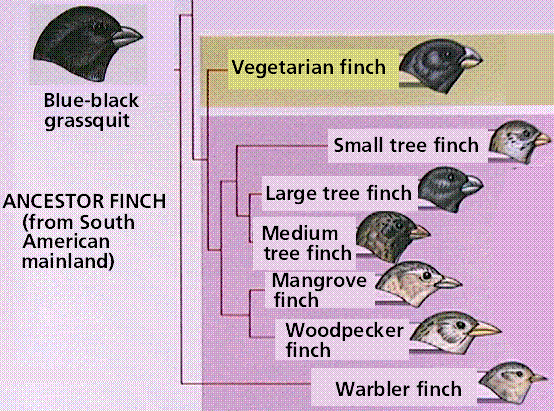 Blue-black
grassquit
ANCESTOR FINCH
(from South
American
mainland)
Vegetarian finch
Small tree finch
Large tree finch
Medium
tree finch
Mangrove
finch
Woodpecker
finch
Warbler finch